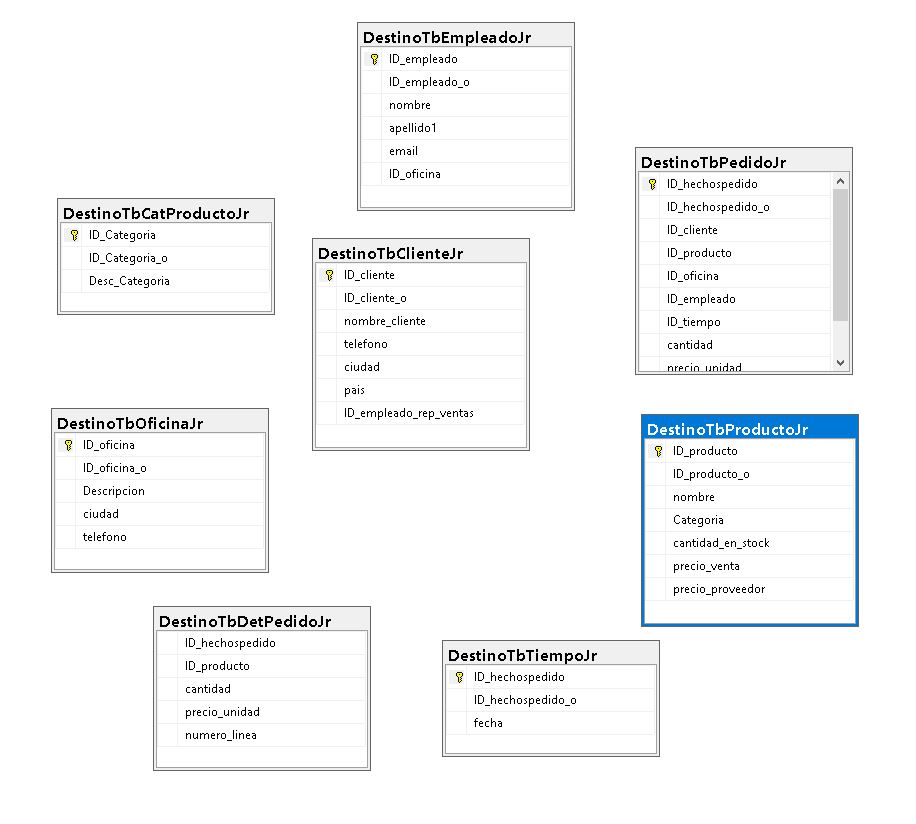 DestinoTbEmpleadoJr
ID_empleado
ID_empleado_o
nombre
apellido1
email
ID_oficina
DestinoTbPedidoJr
ID_hechospedido
ID_hechospedido_o
ID_cliente
ID_producto
ID_oficina
ID_empleado
ID_tiempo
cantidad
precio_unidad
DestinoTbCatProductoJr
ID_Categoria
ID_Categoria_o
Desc_Categoria
DestinoTbClienteJr
ID_cliente
ID_cliente_o
nombre_cliente
telefono
ciudad
pais
ID_empleado_rep_ventas
DestinoTbOficinaJr
ID_oficina
ID_oficina_o
Descripcion
ciudad
telefono
DestinoTbProductoJr
ID_producto
ID_producto_o
nombre
Categoria
cantidad_en_stock
precio_venta
precio_proveedor
DestinoTbDetPedidoJr
ID_hechospedido
ID_producto
cantidad
precio_unidad
numero_linea
DestinoTbTiempoJr
ID_hechospedido
ID_hechospedido_o
fecha